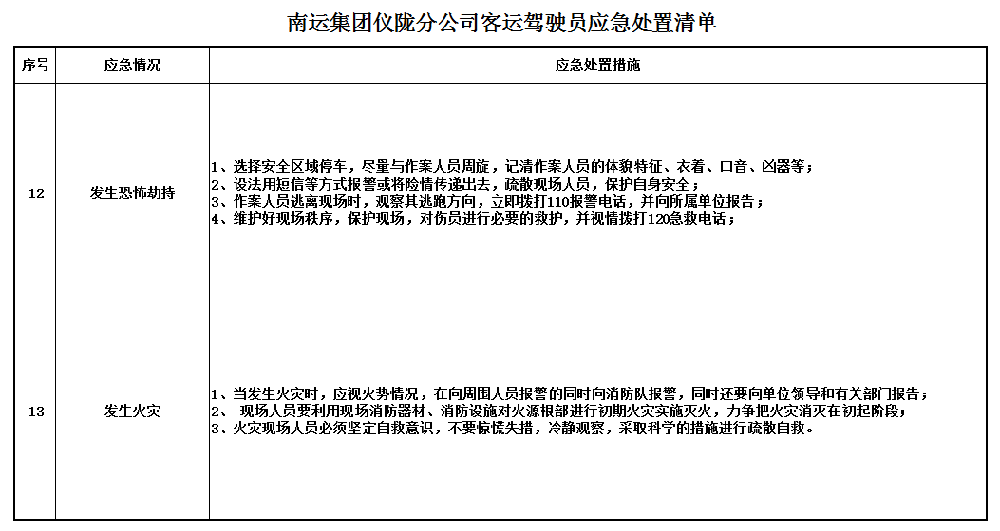 南运集团仪陇分公司客运驾驶员应急处置清单
序号 应急情况 应急处置措施
12 发生恐怖劫持
1、选择安全区域停车，尽量与作案人员周旋，记清作案人员的体貌特征、衣着、口音、凶器等；
2、设法用短信等方式报警或将险情传递出去，疏散现场人员，保护自身安全；
3、作案人员逃离现场时，观察其逃跑方向，立即拨打110报警电话，并向所属单位报告；
4、维护好现场秩序，保护现场，对伤员进行必要的救护，并视情拨打120急救电话；
13 发生火灾
1、当发生火灾时，应视火势情况，在向周围人员报警的同时向消防队报警，同时还要向单位领导和有关部门报告；
2、 现场人员要利用现场消防器材、消防设施对火源根部进行初期火灾实施灭火，力争把火灾消灭在初起阶段；
3、火灾现场人员必须坚定自救意识，不要惊慌失措，冷静观察，采取科学的措施进行疏散自救。